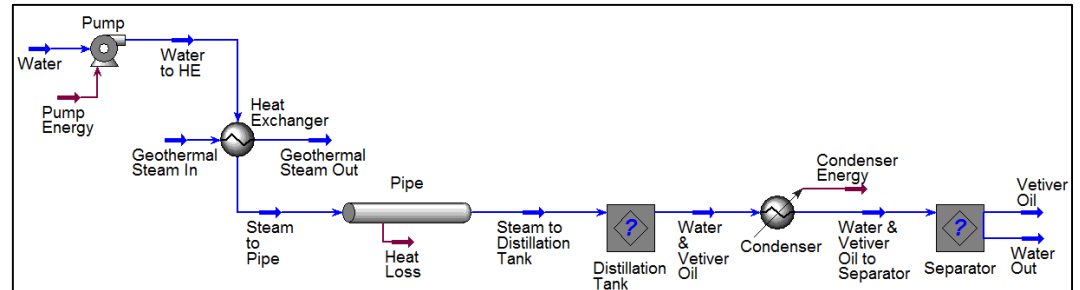 Pump
Water
Water
to HE
Pump
Energy
Heat
Exchanger
Geothermal
Steam In
Geothermal
Steam Out
Steam
to
Pipe
Pipe
Heat
Loss
Steam to
Distillation
Tank
?
Distillation
Tank
Water
&
Vetiver
Oil
Condenser
Condenser
Energy
Water &
Vetiver
Oil to
Separator
?
Separator
Vetiver
Oil
Water
Out